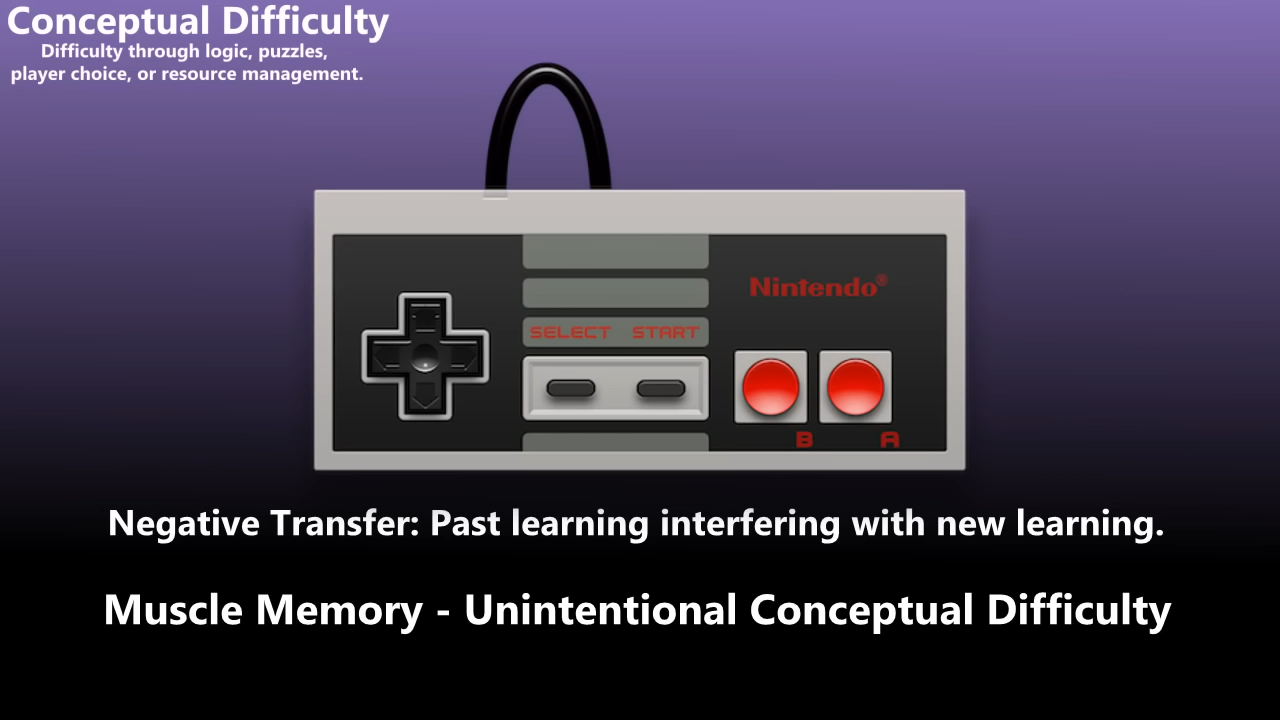 Conceptual Difficulty
Difficulty through logic, puzzles,
player choice, or resource management.
Nintendo®
SELECT START
B A
Negative Transfer: Past learning interfering with new learning.
Muscle Memory - Unintentional Conceptual Difficulty